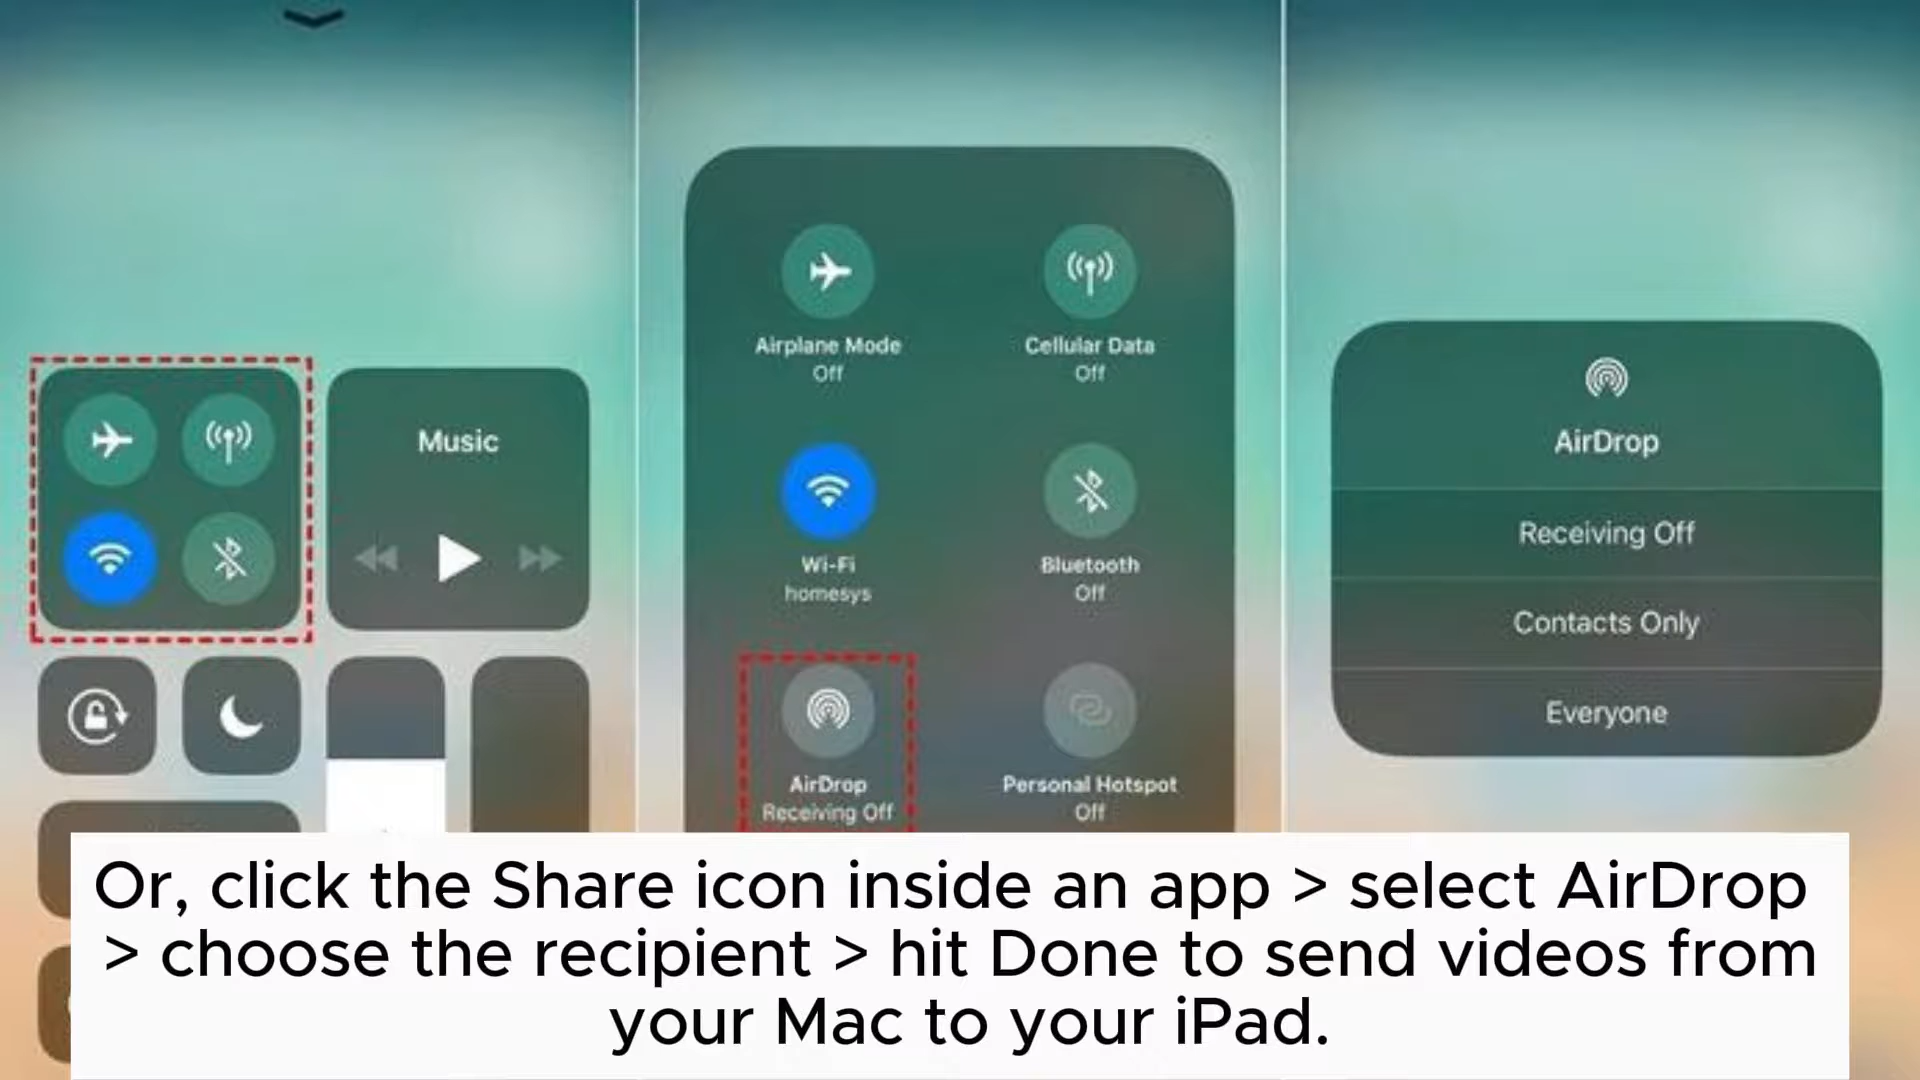 Music
Airplane Mode
Off
Cellular Data
Off
Wi-Fi
homesys
Bluetooth
Off
AirDrop
Receiving Off
Personal Hotspot
Off
AirDrop
Receiving Off
Contacts Only
Everyone
Or, click the Share icon inside an app > select AirDrop
> choose the recipient > hit Done to send videos from
your Mac to your iPad.